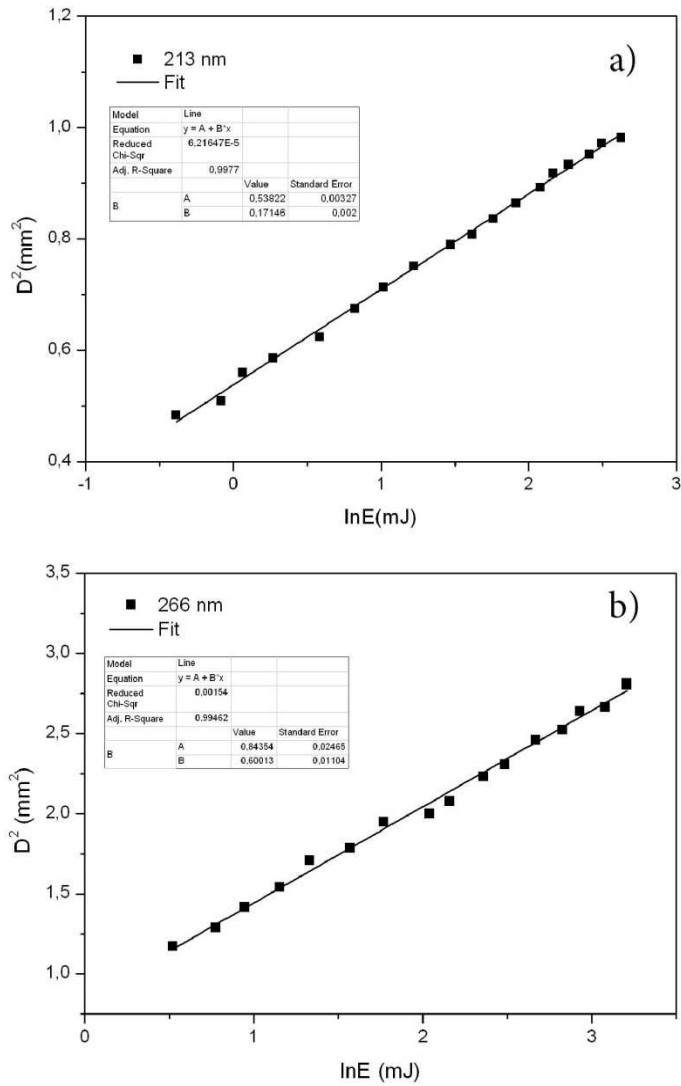 a)
213 nm
Fit
Model Line
Equation y = A + B*x
Reduced Chi-Sqr 6,21647E-5
Adj. R-Square 0,9977
Value Standard Error
B A 0,53822 0,00327
B 0,17146 0,002
1,2
1,0
0,8
0,6
0,4
D²(mm²)
-1 0 1 2 3
lnE(mJ)
b)
266 nm
Fit
Model Line
Equation y = A + B*x
Reduced Chi-Sqr 0,00154
Adj. R-Square 0,99462
Value Standard Error
B A 0,84354 0,02465
B 0,60013 0,01104
3,5
3,0
2,5
2,0
1,5
1,0
D² (mm²)
0 1 2 3
lnE (mJ)